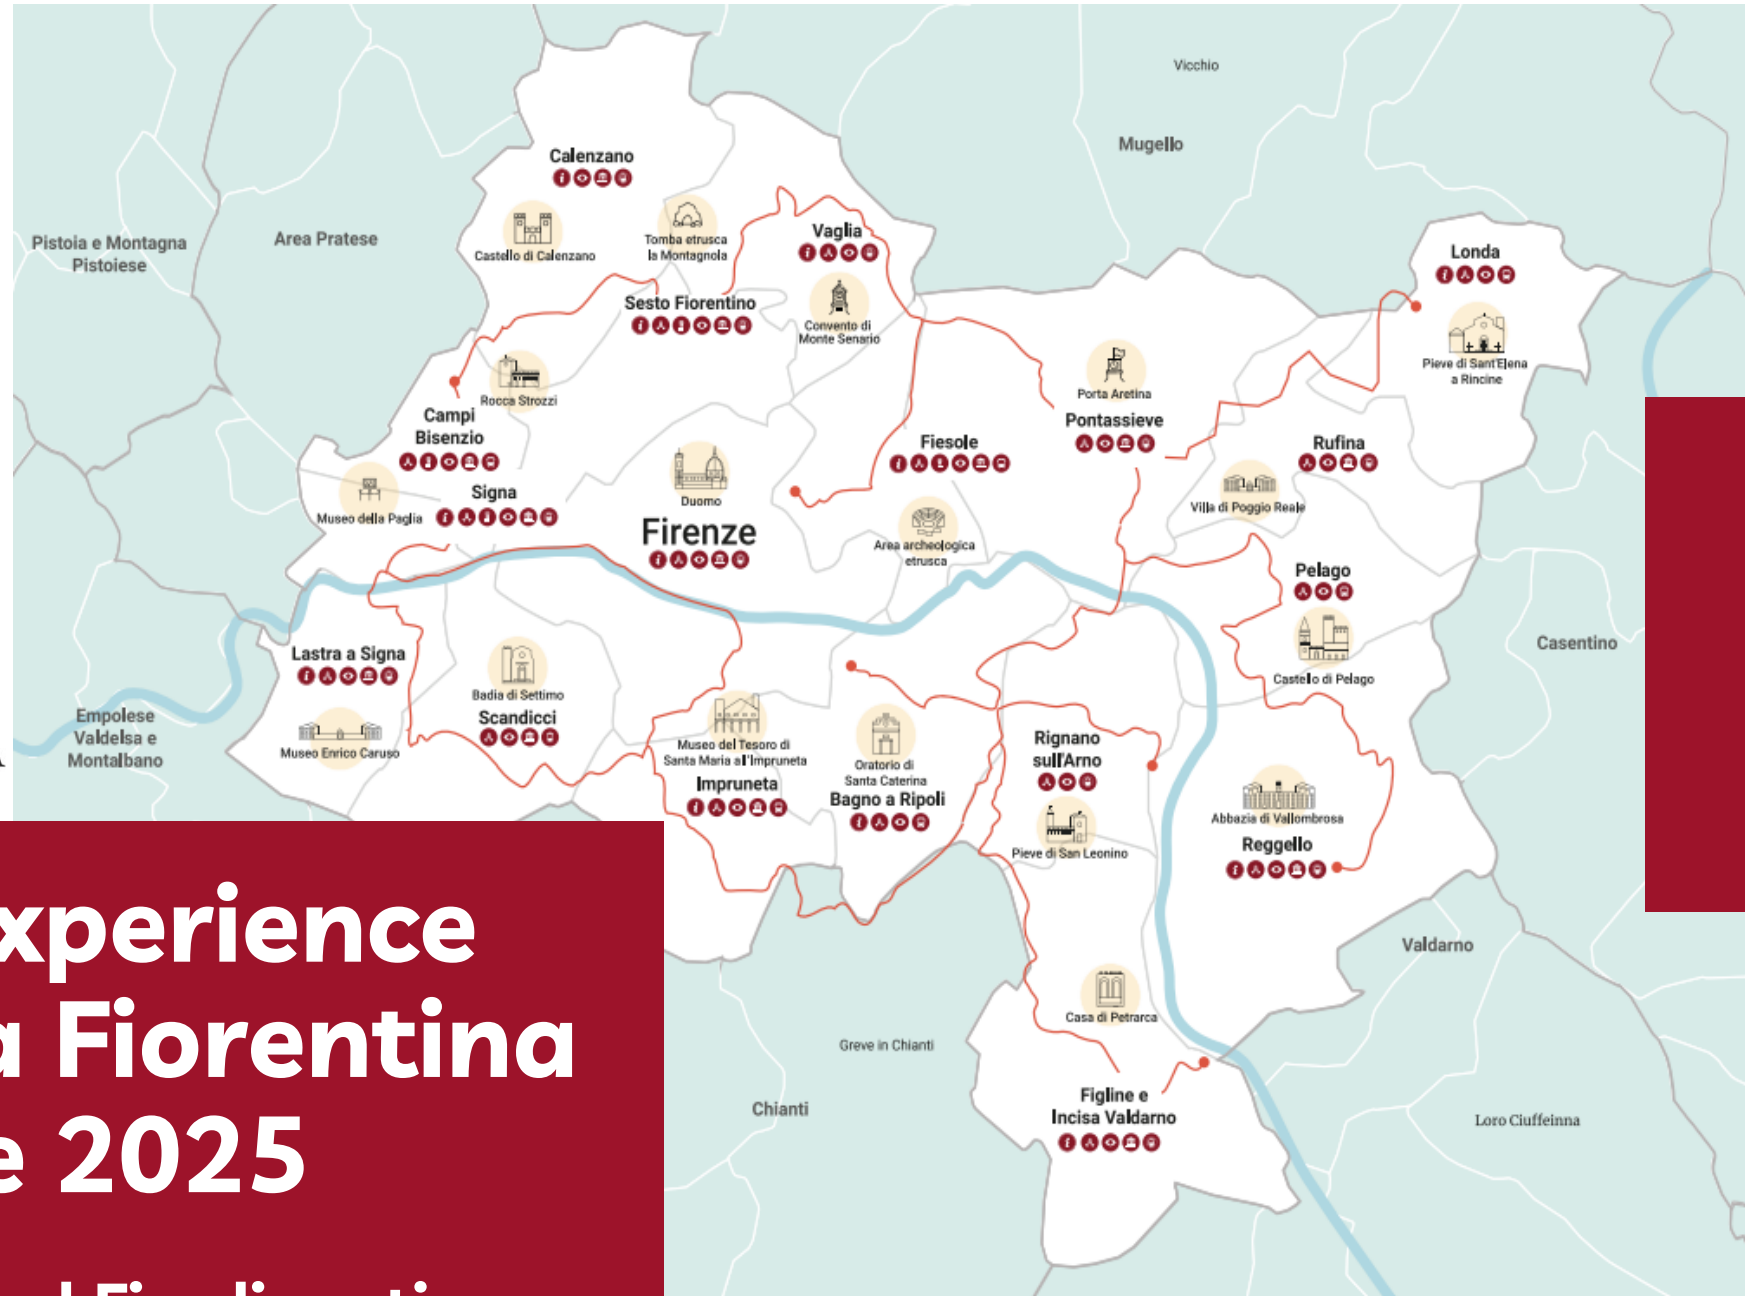 Vicchio
Mugello
Calenzano
Castello di Calenzano
Tomba etrusca
la Montagnola
Vaglia
Pistoia e Montagna
Pistoiese
Area Pratese
Londa
Sesto Fiorentino
Convento di
Monte Senario
Pieve di Sant'Elena
a Rincine
Rocca Strozzi
Porta Aretina
Campi
Bisenzio
Pontassieve
Fiesole
Rufina
Signa
Museo della Paglia
Duomo
Firenze
Villa di Poggio Reale
Area archeologica
etrusca
Pelago
Castello di Pelago
Casentino
Lastra a Signa
Museo Enrico Caruso
Badia di Settimo
Scandicci
Empolese
Valdelsa e
Montalbano
Museo del Tesoro di
Santa Maria all'Impruneta
Impruneta
Oratorio di
Santa Caterina
Bagno a Ripoli
Rignano
sull'Arno
Pieve di San Leonino
Abbazia di Vallombrosa
Reggello
Valdarno
Casa di Petrarca
Greve in Chianti
Chianti
Figline e
Incisa Valdarno
Loro Ciuffeinna
xperience
a Fiorentina
e 2025